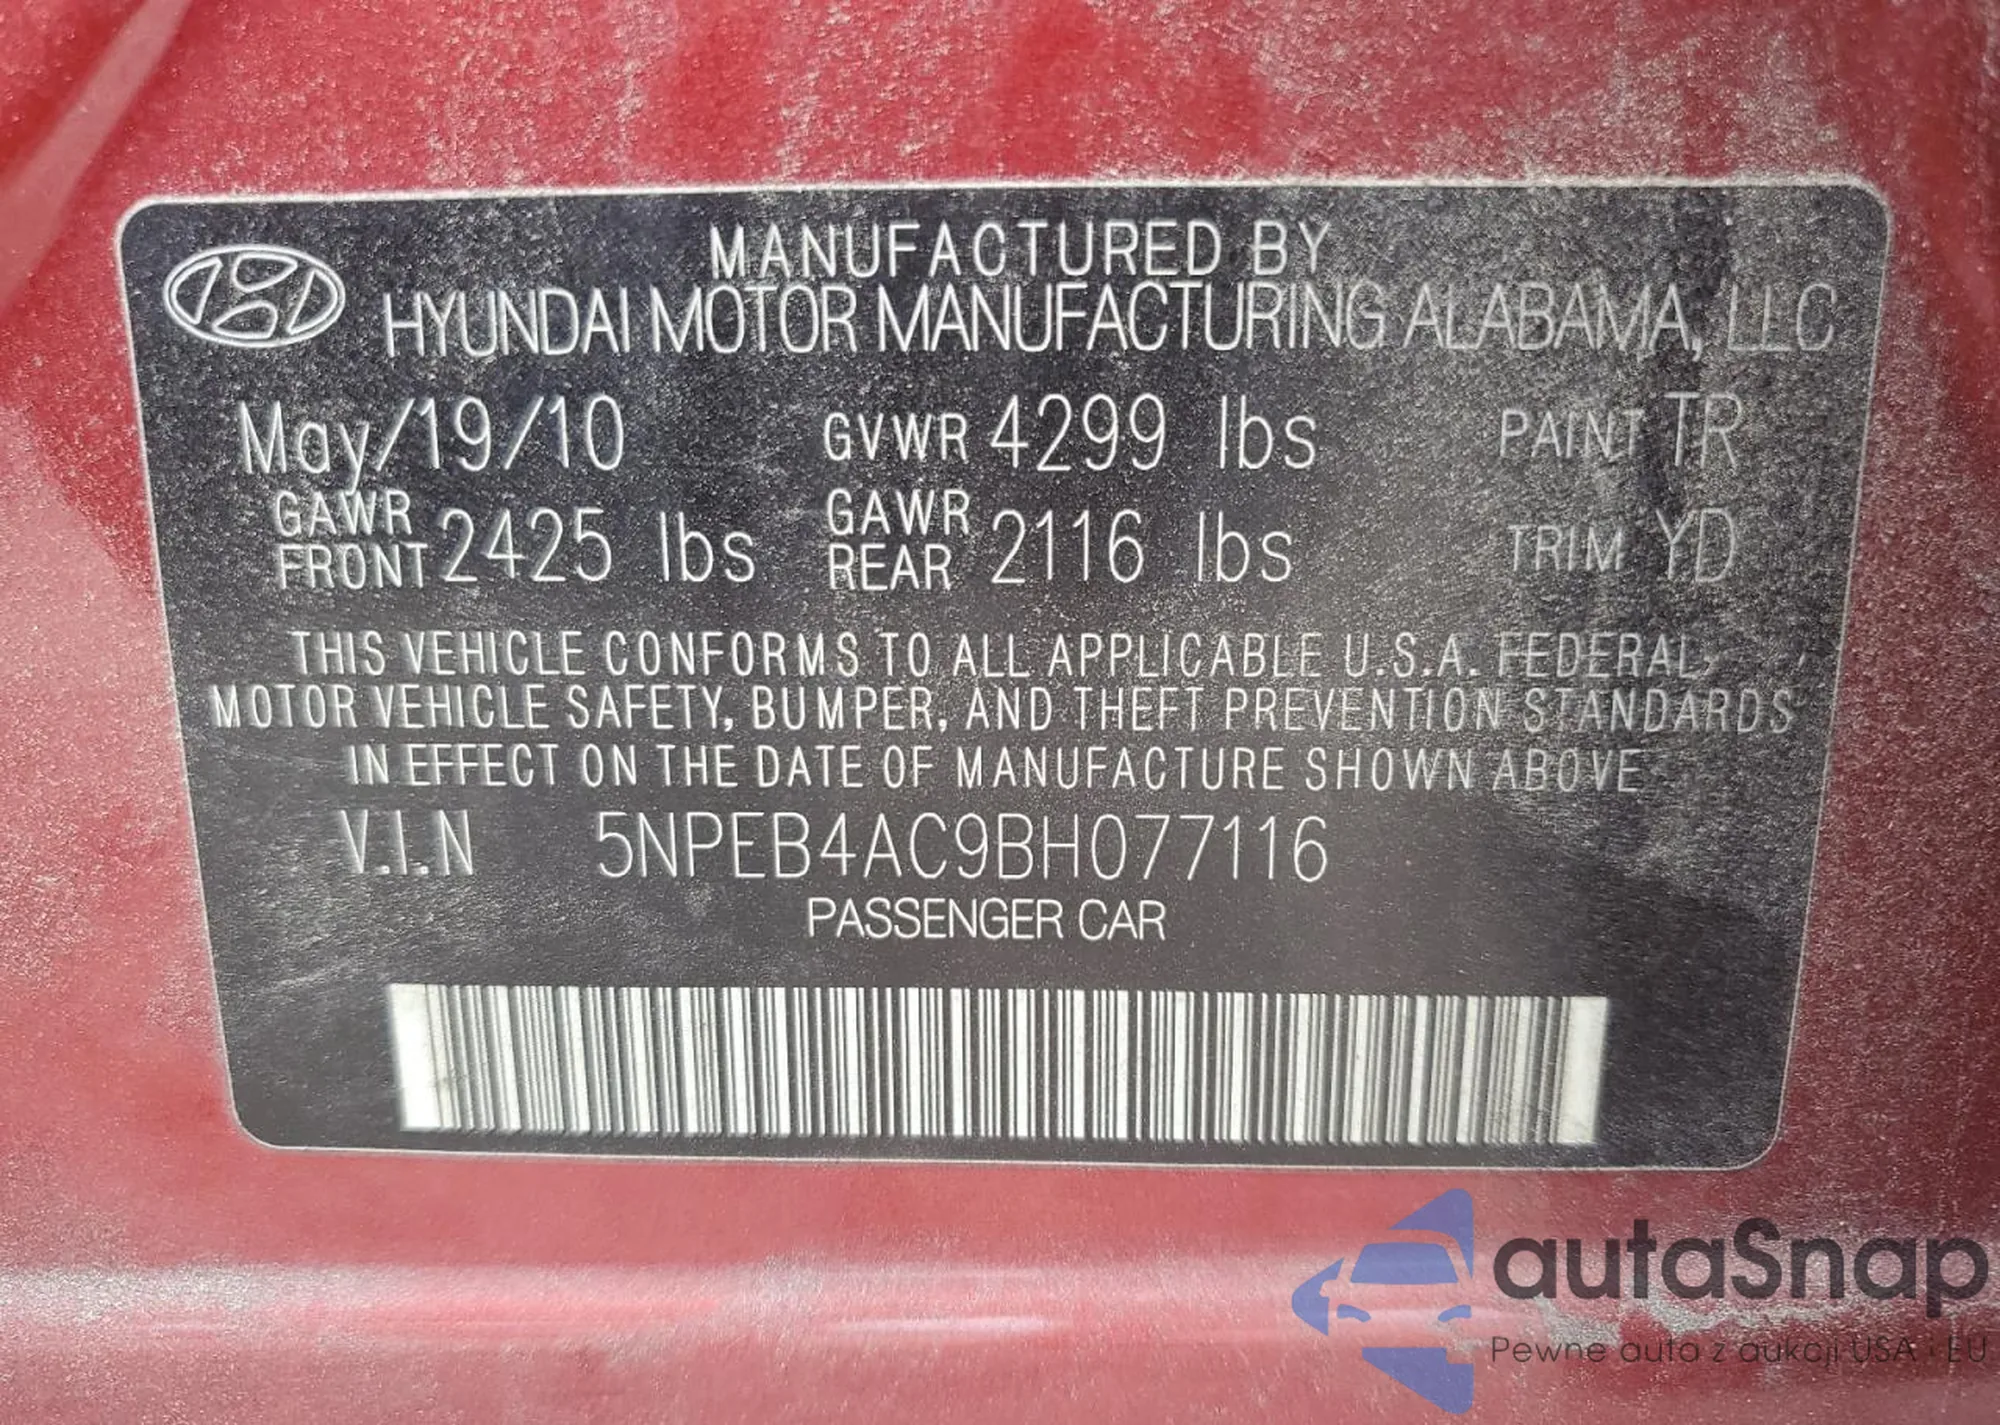 MANUFACTURED BY
HYUNDAI MOTOR MANUFACTURING ALABAMA, LLC
May/19/10 GVWR 4299 lbs PAINT TR
GAWR FRONT 2425 lbs GAWR REAR 2116 lbs TRIM YD
THIS VEHICLE CONFORMS TO ALL APPLICABLE U.S.A. FEDERAL
MOTOR VEHICLE SAFETY, BUMPER, AND THEFT PREVENTION STANDARDS
IN EFFECT ON THE DATE OF MANUFACTURE SHOWN ABOVE
V.I.N 5NPEB4AC9BH077116
PASSENGER CAR
autaSnap
Pewne auta z aukcji USA i EU